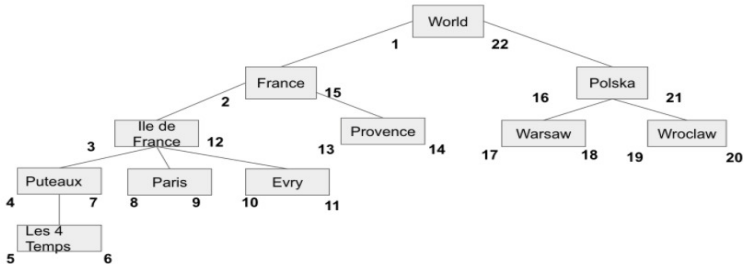 World
1
22
France
Polska
2
15
16
21
Ile de
France
3
12
Provence
13
14
Warsaw
17
18
Wroclaw
19
20
Puteaux
4
7
Paris
8
9
Evry
10
11
Les 4
Temps
5
6